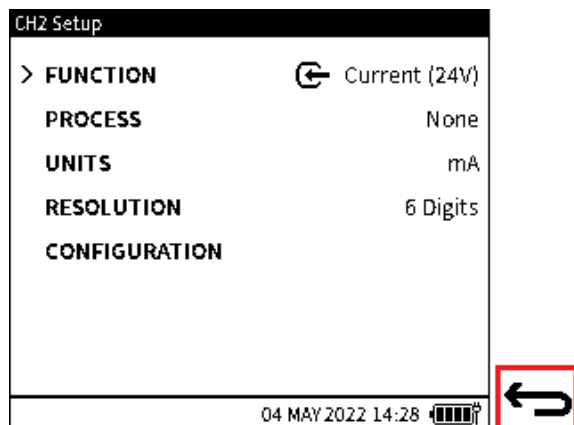 CH2 Setup
> FUNCTION Current (24V)
PROCESS None
UNITS mA
RESOLUTION 6 Digits
CONFIGURATION
04 MAY 2022 14:28